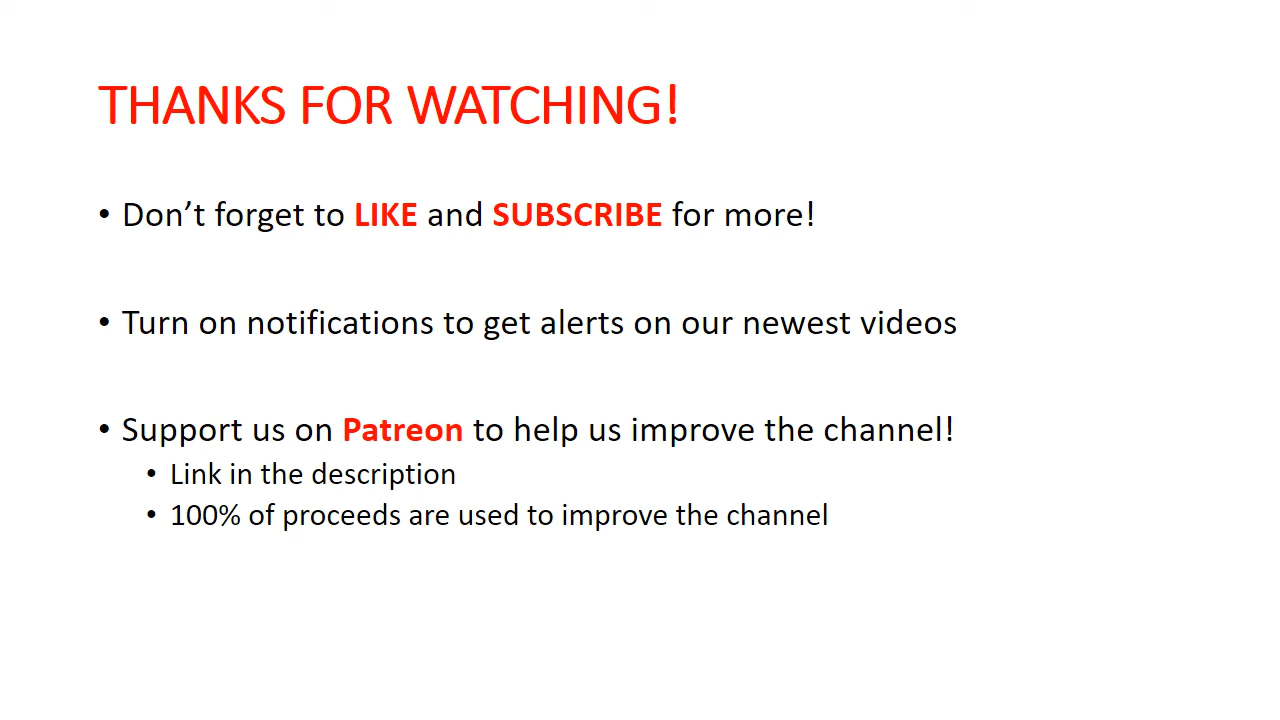 THANKS FOR WATCHING!
• Don’t forget to LIKE and SUBSCRIBE for more!
• Turn on notifications to get alerts on our newest videos
• Support us on Patreon to help us improve the channel!
• Link in the description
• 100% of proceeds are used to improve the channel